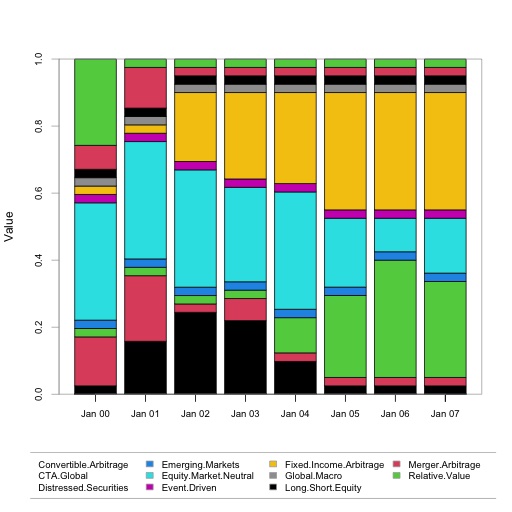 1.0
0.8
0.6
0.4
0.2
0.0
Value
Jan 00 Jan 01 Jan 02 Jan 03 Jan 04 Jan 05 Jan 06 Jan 07
Convertible.Arbitrage Emerging.Markets Fixed.Income.Arbitrage Merger.Arbitrage
CTA.Global Equity.Market.Neutral Global.Macro Relative.Value
Distressed.Securities Event.Driven Long.Short.Equity